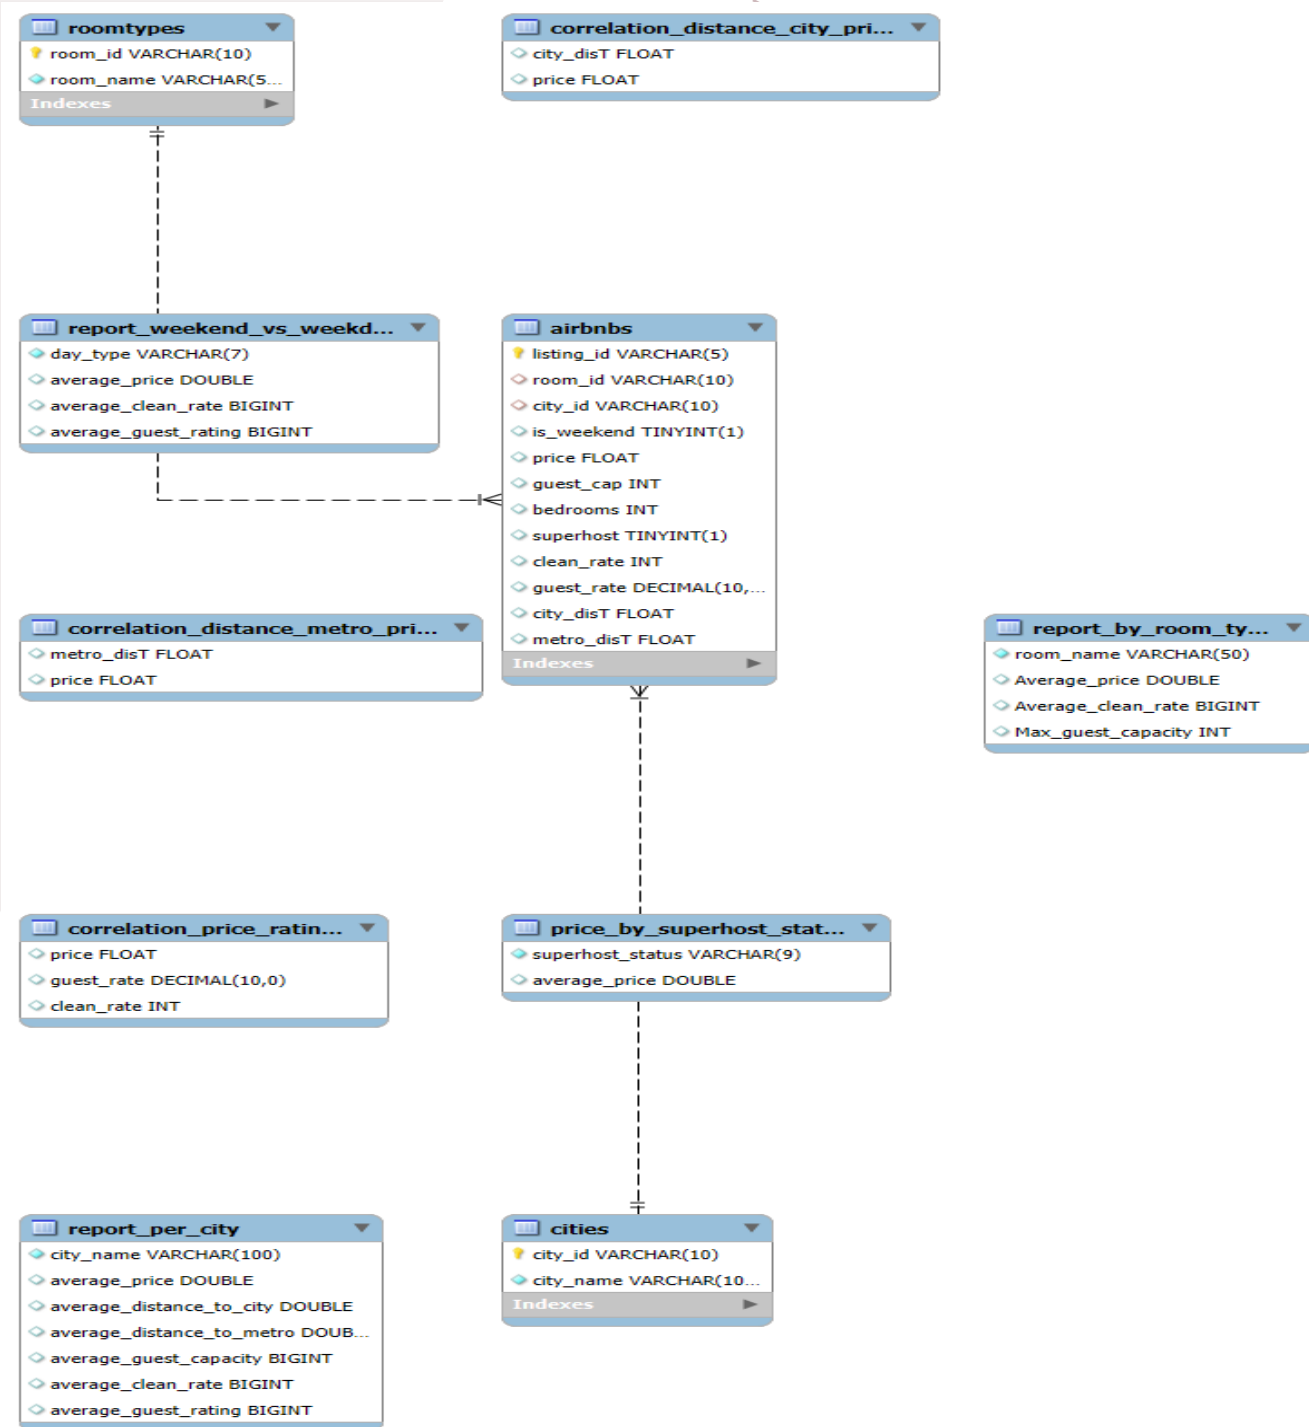 roomtypes
room_id VARCHAR(10)
room_name VARCHAR(5...
Indexes
correlation_distance_city_pri...
city_disT FLOAT
price FLOAT
report_weekend_vs_weekd...
day_type VARCHAR(7)
average_price DOUBLE
average_clean_rate BIGINT
average_guest_rating BIGINT
airbnbs
listing_id VARCHAR(5)
room_id VARCHAR(10)
city_id VARCHAR(10)
is_weekend TINYINT(1)
price FLOAT
guest_cap INT
bedrooms INT
superhost TINYINT(1)
clean_rate INT
guest_rate DECIMAL(10,...
city_disT FLOAT
metro_disT FLOAT
Indexes
correlation_distance_metro_pri...
metro_disT FLOAT
price FLOAT
report_by_room_ty...
room_name VARCHAR(50)
Average_price DOUBLE
Average_clean_rate BIGINT
Max_guest_capacity INT
correlation_price_ratin...
price FLOAT
guest_rate DECIMAL(10,0)
clean_rate INT
price_by_superhost_stat...
superhost_status VARCHAR(9)
average_price DOUBLE
report_per_city
city_name VARCHAR(100)
average_price DOUBLE
average_distance_to_city DOUBLE
average_distance_to_metro DOUB...
average_guest_capacity BIGINT
average_clean_rate BIGINT
average_guest_rating BIGINT
cities
city_id VARCHAR(10)
city_name VARCHAR(10...
Indexes